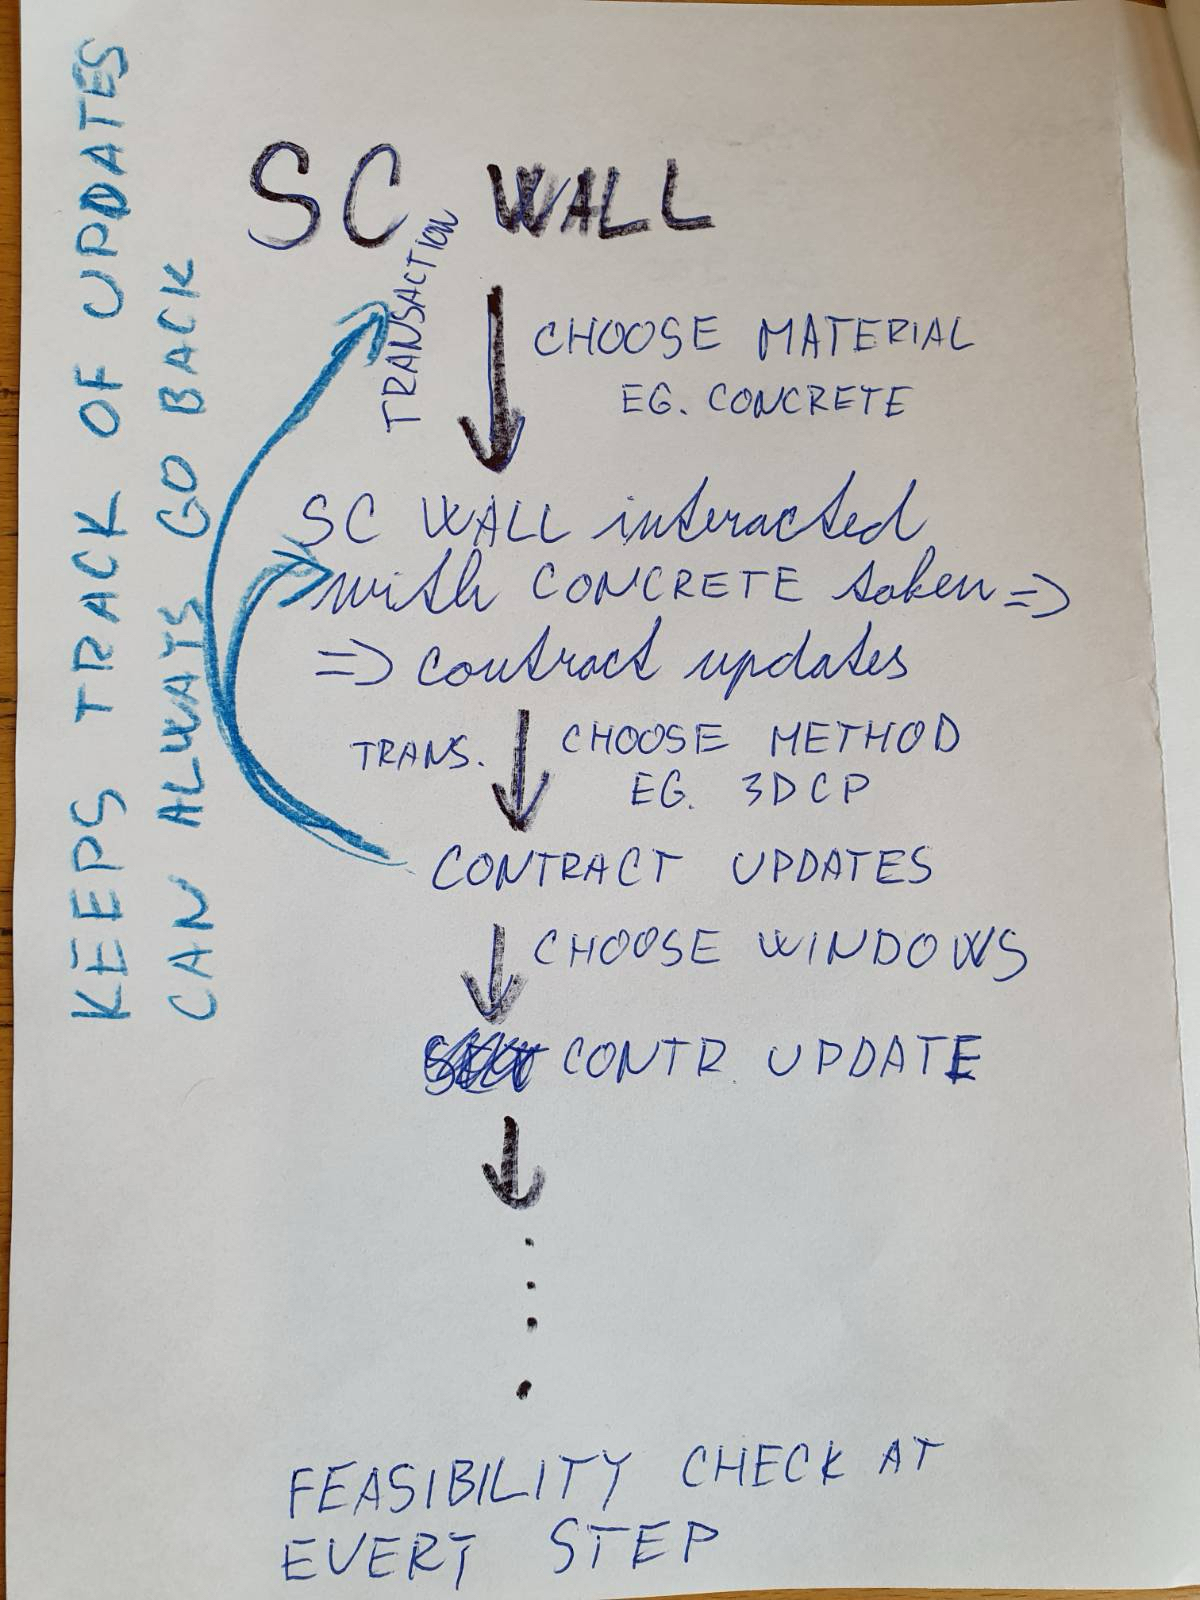 KEEPS TRACK OF UPDATES
CAN ALWAYS GO BACK
SC WALL
TRANSACTION
CHOOSE MATERIAL
EG. CONCRETE
SC WALL interacted
with CONCRETE token =>
=> contract updates
TRANS.
CHOOSE METHOD
EG. 3DCP
CONTRACT UPDATES
CHOOSE WINDOWS
CONTR UPDATE
FEASIBILITY CHECK AT
EVERY STEP